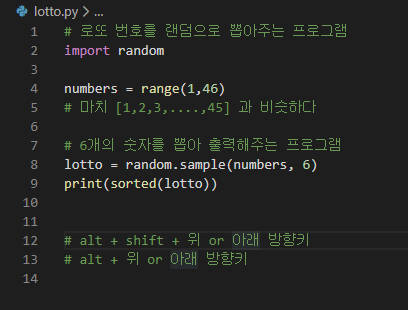 lotto.py > ...
1 # 로또 번호를 랜덤으로 뽑아주는 프로그램
2 import random
3
4 numbers = range(1,46)
5 # 마치 [1,2,3,....,45] 과 비슷하다
6
7 # 6개의 숫자를 뽑아 출력해주는 프로그램
8 lotto = random.sample(numbers, 6)
9 print(sorted(lotto))
10
11
12 # alt + shift + 위 or 아래 방향키
13 # alt + 위 or 아래 방향키
14